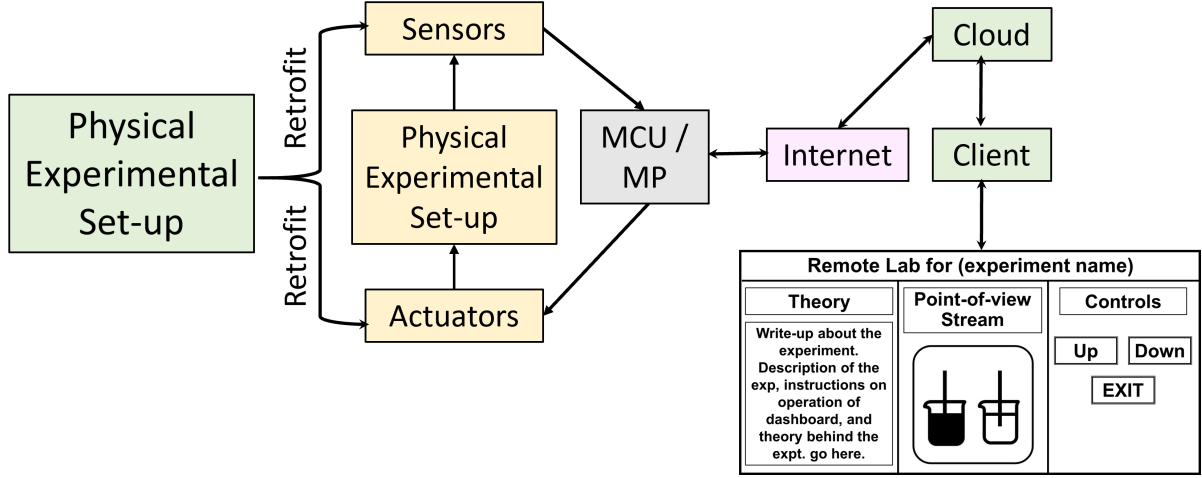 Physical
Experimental
Set-up
Retrofit
Retrofit
Sensors
Physical
Experimental
Set-up
Actuators
MCU /
MP
Internet
Cloud
Client
Remote Lab for (experiment name)
Theory
Write-up about the
experiment.
Description of the
exp, instructions on
operation of
dashboard, and
theory behind the
expt. go here.
Point-of-view
Stream
Controls
Up
Down
EXIT